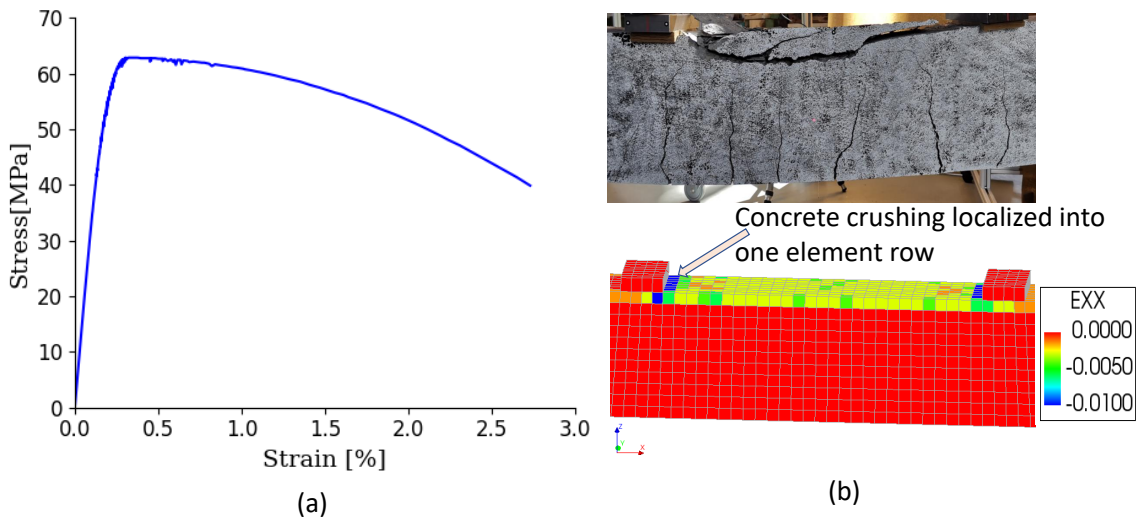 70
60
50
40
30
20
10
0
Stress[MPa]
0.0 0.5 1.0 1.5 2.0 2.5 3.0
Strain [%]
(a)
Concrete crushing localized into
one element row
EXX
0.0000
-0.0050
-0.0100
Z
Y
X
(b)